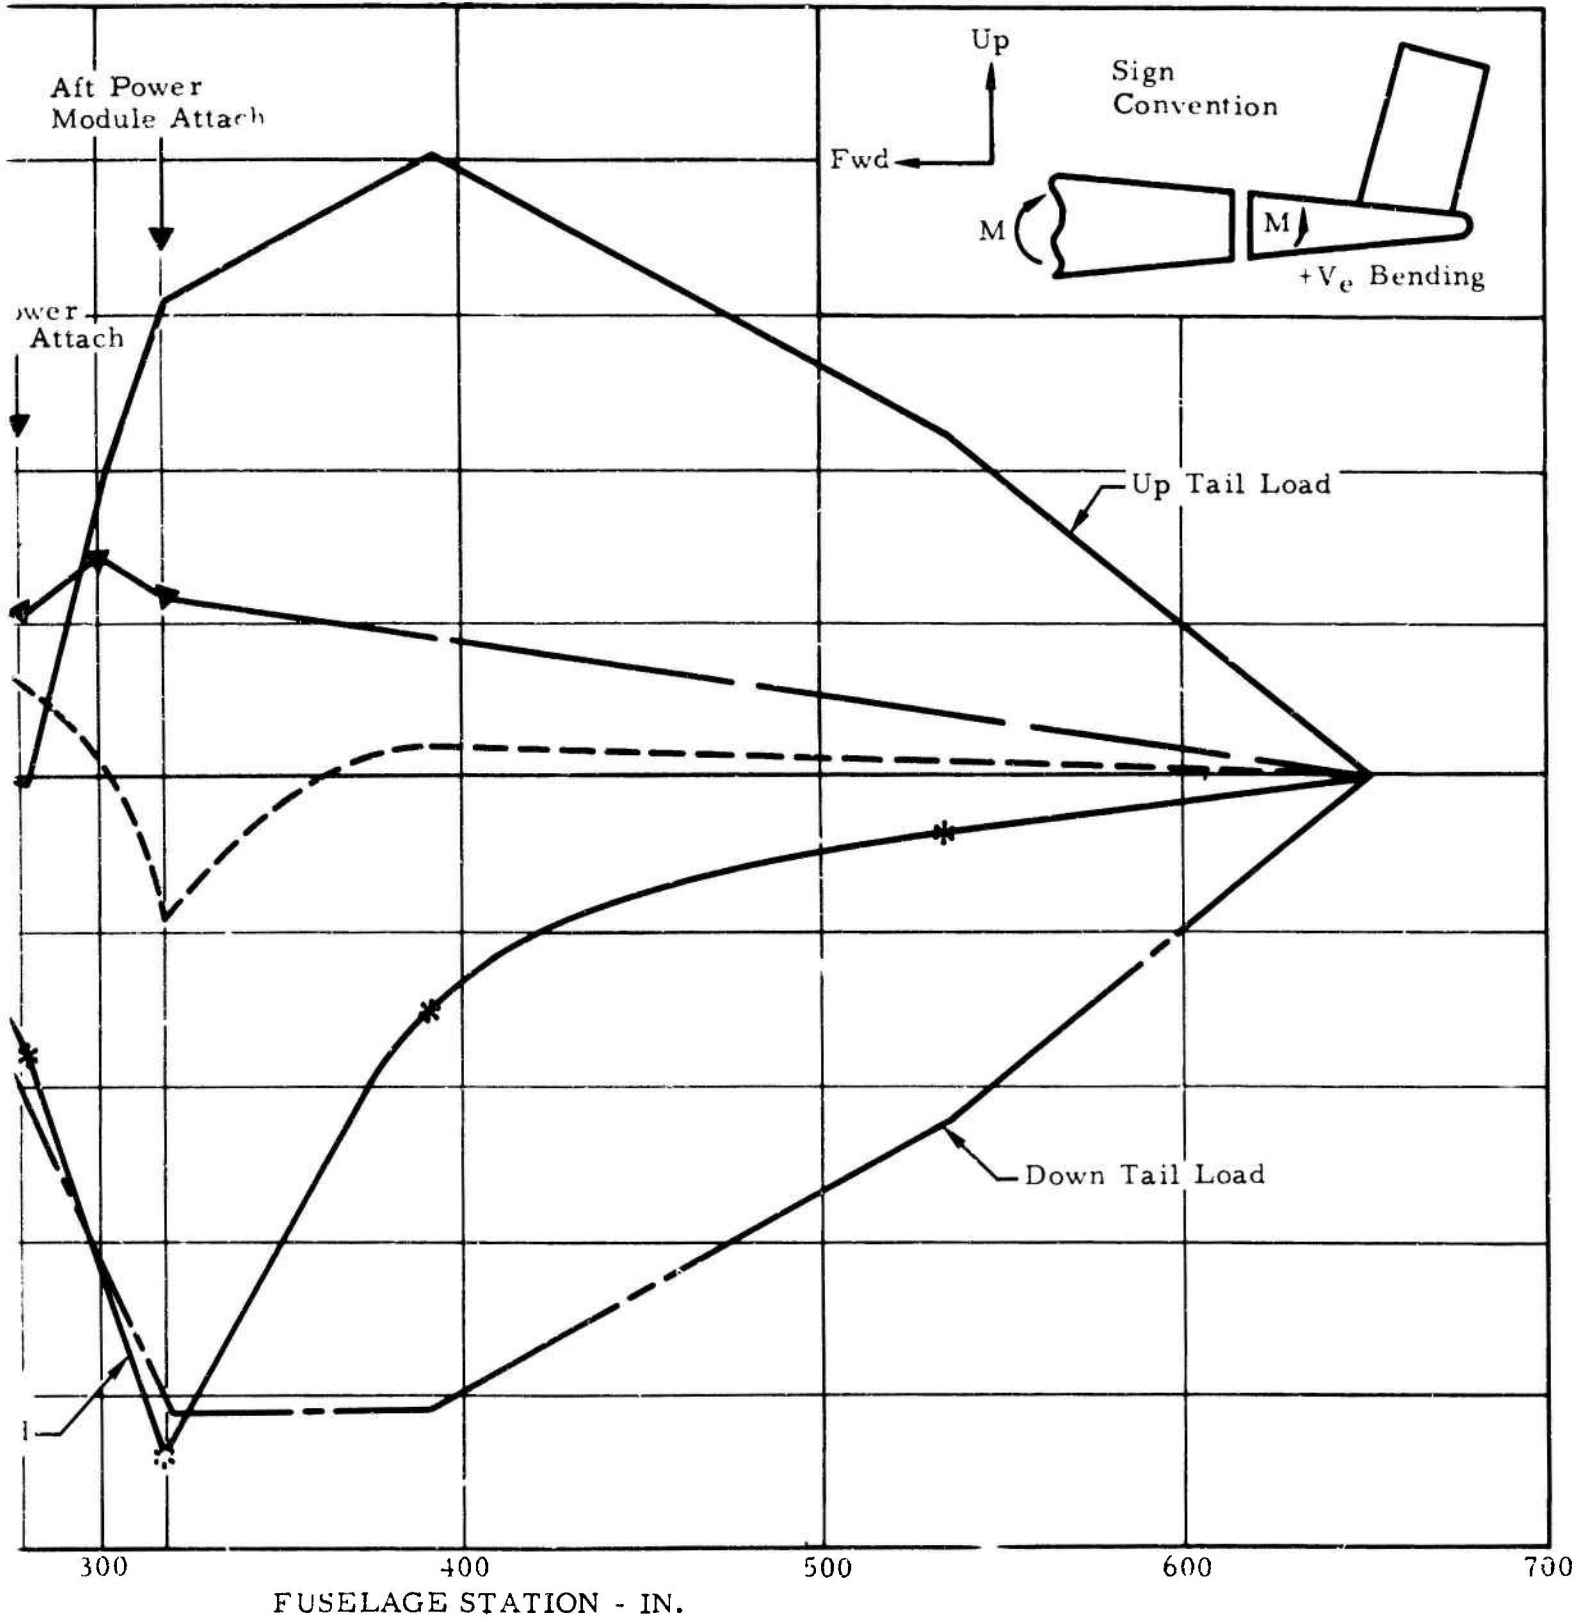 Up
Sign
Convention
Aft Power
Module Attach
Fwd
M
M
+Ve Bending
ower
Attach
Up Tail Load
Down Tail Load
300 400 500 600 700
FUSELAGE STATION - IN.